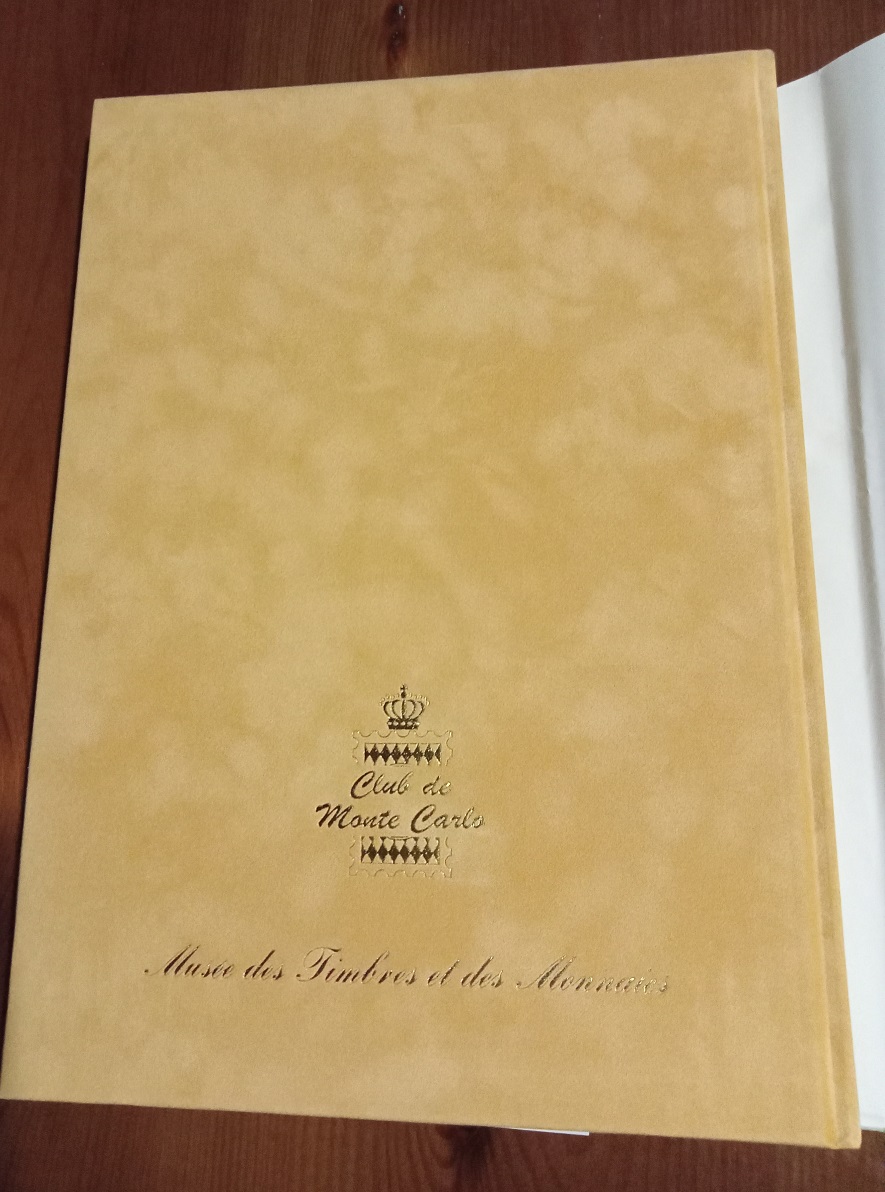 Club de
Monte Carlo
Musée des Timbres et des Monnaies